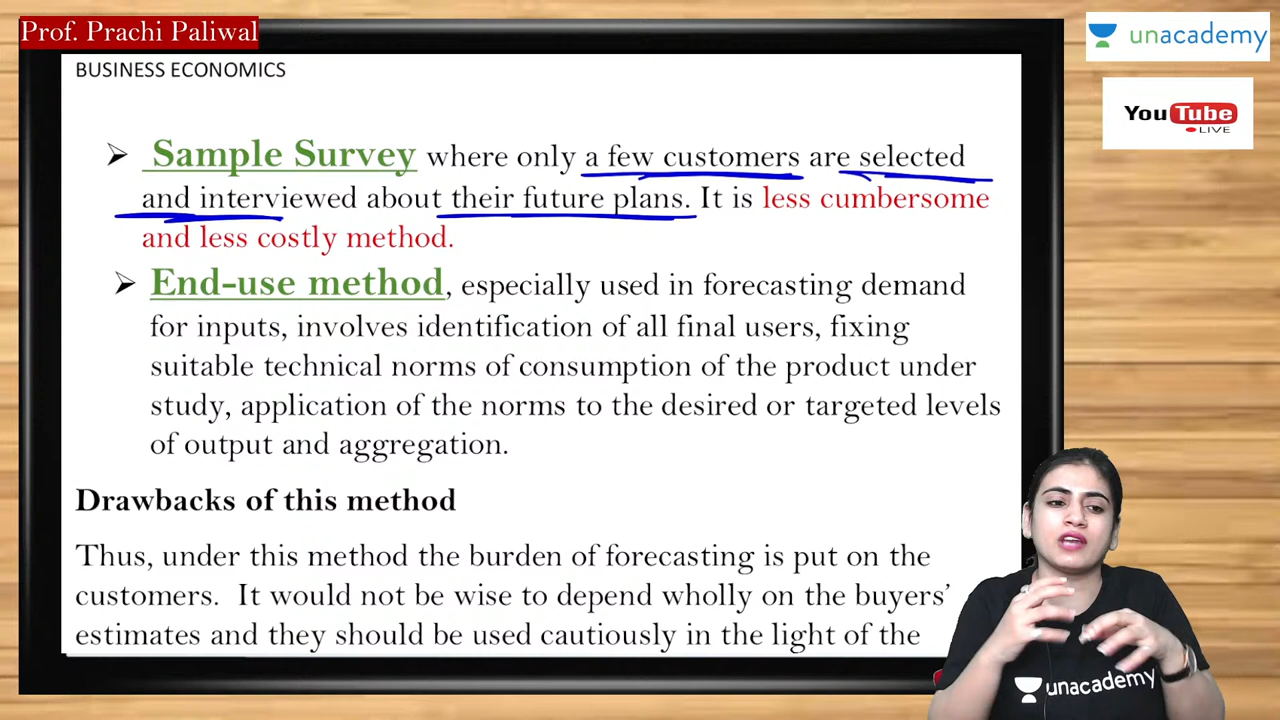 Prof. Prachi Paliwal
unacademy
BUSINESS ECONOMICS
YouTube
LIVE
➢ Sample Survey where only a few customers are selected
and interviewed about their future plans. It is less cumbersome
and less costly method.
➢ End-use method, especially used in forecasting demand
for inputs, involves identification of all final users, fixing
suitable technical norms of consumption of the product under
study, application of the norms to the desired or targeted levels
of output and aggregation.
Drawbacks of this method
Thus, under this method the burden of forecasting is put on the
customers. It would not be wise to depend wholly on the buyers’
estimates and they should be used cautiously in the light of the
unacademy